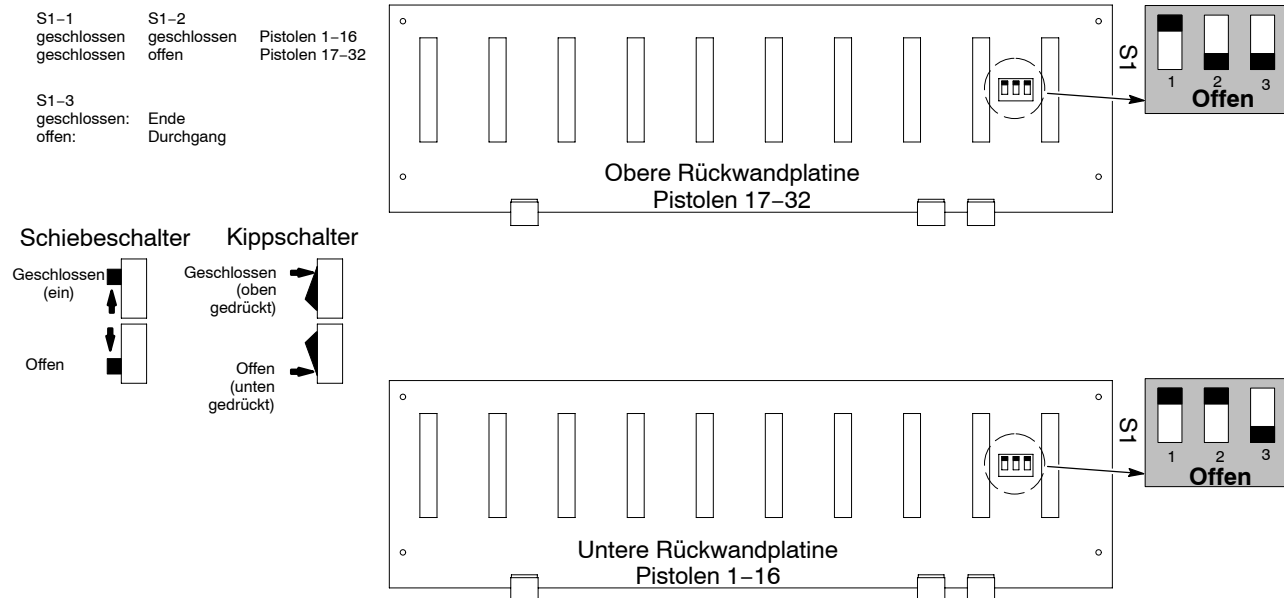 S1–1 S1–2
geschlossen geschlossen Pistolen 1–16
geschlossen offen Pistolen 17–32
S1–3
geschlossen: Ende
offen: Durchgang
S1
1 2 3
Offen
Obere Rückwandplatine
Pistolen 17–32
Schiebeschalter Kippschalter
Geschlossen
(ein)
Geschlossen
(oben
gedrückt)
Offen
Offen
(unten
gedrückt)
S1
1 2 3
Offen
Untere Rückwandplatine
Pistolen 1–16